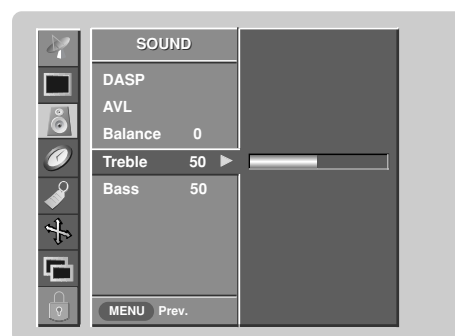 SOUND
DASP
AVL
Balance 0
Treble 50
Bass 50
MENU Prev.